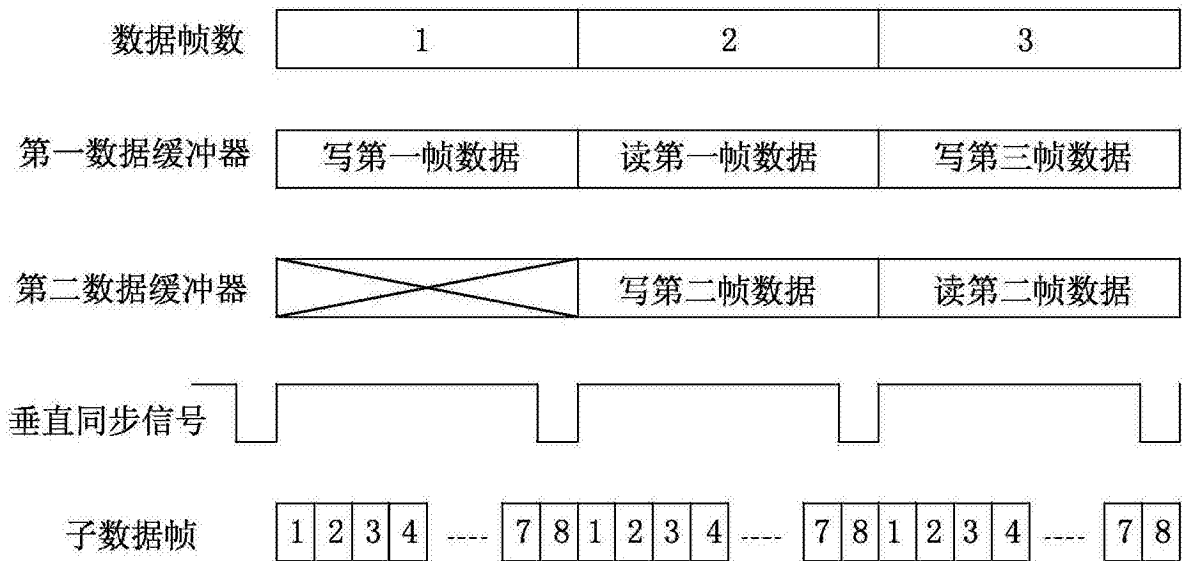 数据帧数 1 2 3
第一数据缓冲器 写第一帧数据 读第一帧数据 写第三帧数据
第二数据缓冲器 写第二帧数据 读第二帧数据
垂直同步信号
子数据帧 1 2 3 4 ---- 7 8 1 2 3 4 ---- 7 8 1 2 3 4 ---- 7 8